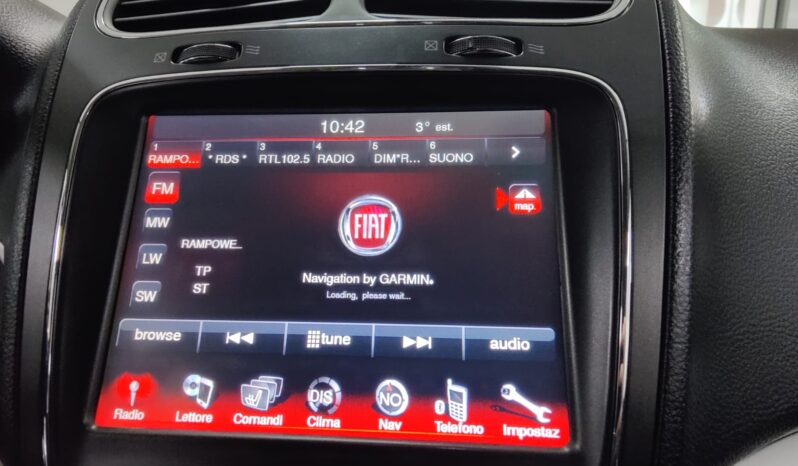 10:42 3° est.
1 2 3 4 5 6
RAMPO... * RDS * RTL102.5 RADIO DIM*R... SUONO >
FM
map.
MW
FIAT
RAMPOWE...
LW
TP
Navigation by GARMIN.
SW
ST
Loading, please wait...
browse tune audio
DIS NO
Radio Lettore Comandi Clima Nav Telefono Impostaz